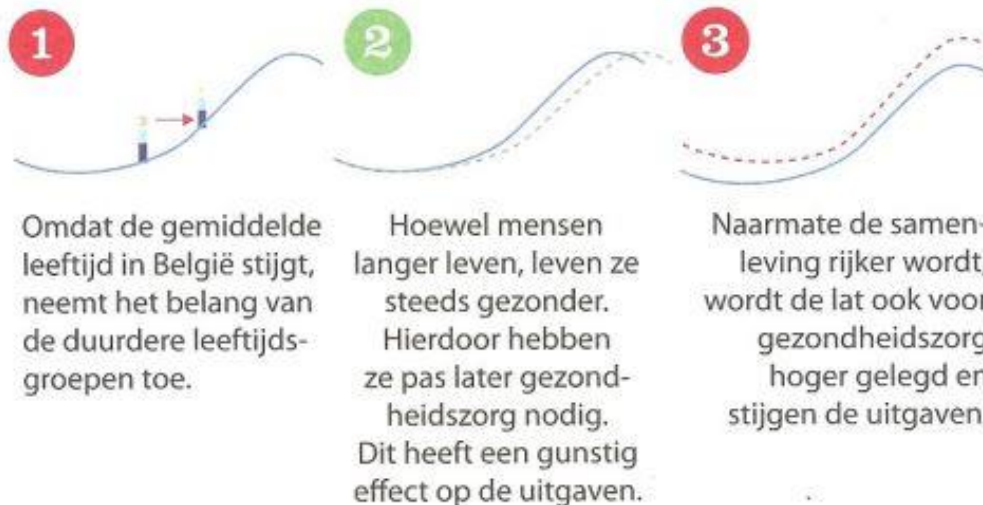 1
2
3
Omdat de gemiddelde
leeftijd in België stijgt,
neemt het belang van
de duurdere leeftijds-
groepen toe.
Hoewel mensen
langer leven, leven ze
steeds gezonder.
Hierdoor hebben
ze pas later gezond-
heidszorg nodig.
Dit heeft een gunstig
effect op de uitgaven.
Naarmate de samen-
leving rijker wordt,
wordt de lat ook voor
gezondheidszorg
hoger gelegd en
stijgen de uitgaven